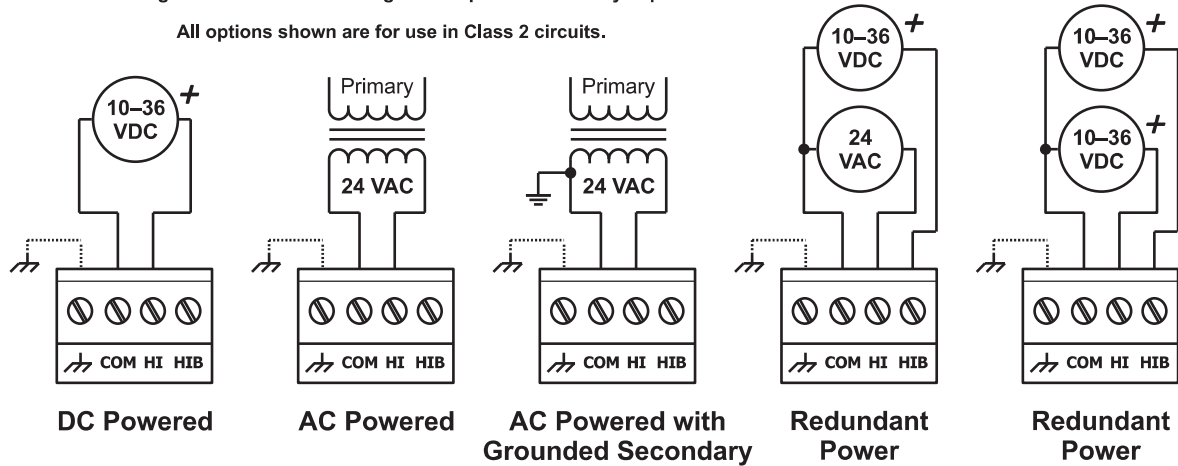 All options shown are for use in Class 2 circuits.
10–36
VDC
+
COM HI HIB
DC Powered
Primary
24 VAC
COM HI HIB
AC Powered
Primary
24 VAC
COM HI HIB
AC Powered with
Grounded Secondary
10–36
VDC
+
24
VAC
COM HI HIB
Redundant
Power
10–36
VDC
+
10–36
VDC
+
COM HI HIB
Redundant
Power